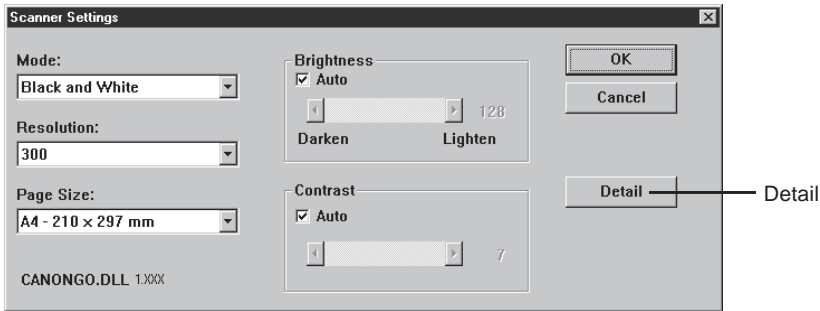 Scanner Settings
Mode:
Black and White
Resolution:
300
Page Size:
A4 - 210 x 297 mm
CANONGO.DLL 1.XXX
Brightness
Auto
128
Darken Lighten
Contrast
Auto
7
OK
Cancel
Detail
Detail